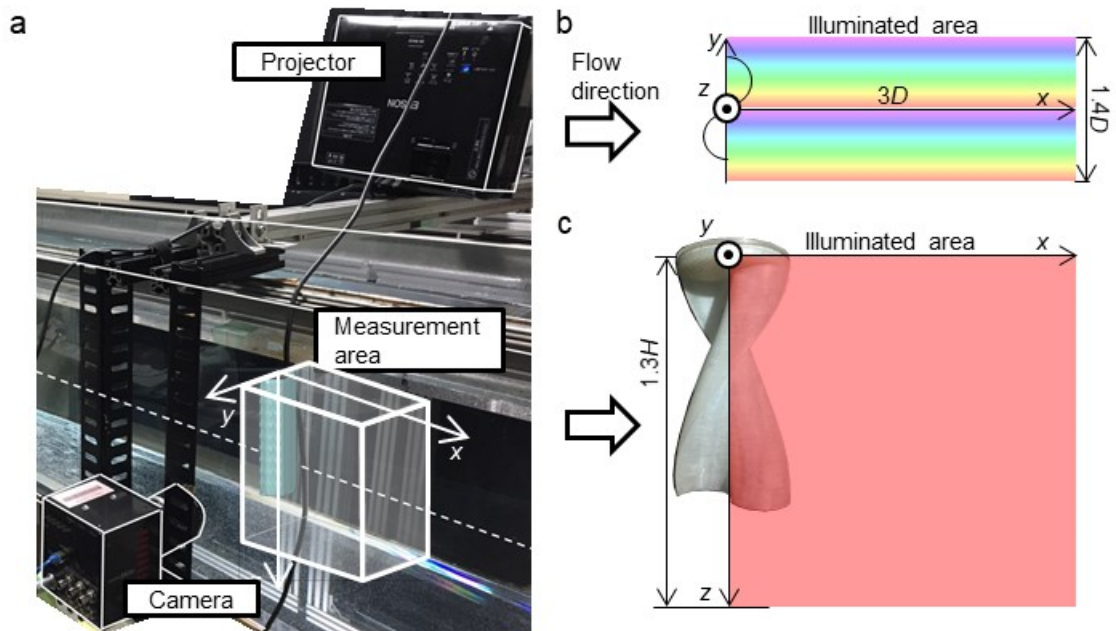 a
Projector
EPSON
Measurement
area
y
x
Camera
b
Illuminated area
y
Flow
direction
z
3D
x
1.4D
c
y
Illuminated area
x
1.3H
z